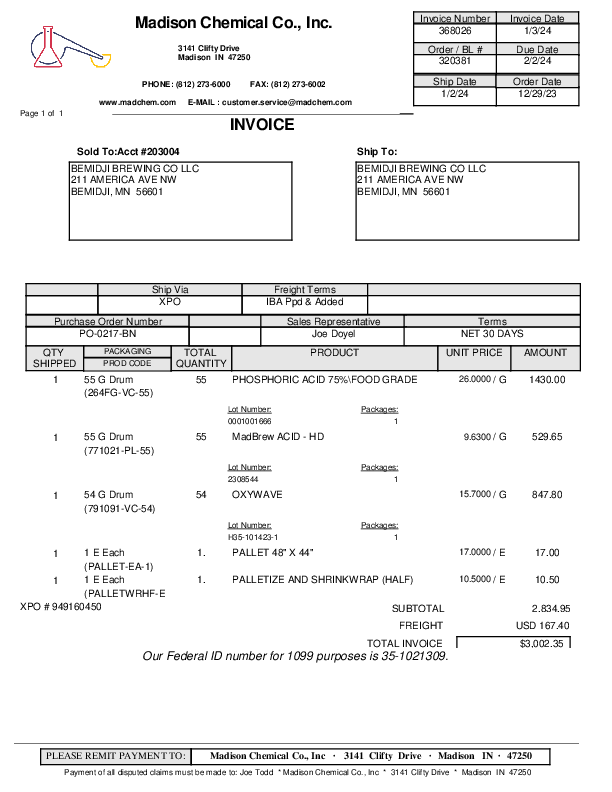 Madison Chemical Co., Inc.
3141 Clifty Drive
Madison IN 47250
PHONE: (812) 273-6000 FAX: (812) 273-6002
www.madchem.com E-MAIL : customer.service@madchem.com
Invoice Number Invoice Date
368026 1/3/24
Order / BL # Due Date
320381 2/2/24
Ship Date Order Date
1/2/24 12/29/23
Page 1 of 1
INVOICE
Sold To:Acct #203004
BEMIDJI BREWING CO LLC
211 AMERICA AVE NW
BEMIDJI, MN 56601
Ship To:
BEMIDJI BREWING CO LLC
211 AMERICA AVE NW
BEMIDJI, MN 56601
Ship Via Freight Terms
XPO IBA Ppd & Added
Purchase Order Number Sales Representative Terms
PO-0217-BN Joe Doyel NET 30 DAYS
QTY SHIPPED PACKAGING PROD CODE TOTAL QUANTITY PRODUCT UNIT PRICE AMOUNT
1 55 G Drum 55 PHOSPHORIC ACID 75%\FOOD GRADE 26.0000 / G 1430.00
(264FG-VC-55)
Lot Number: Packages:
0001001666 1
1 55 G Drum 55 MadBrew ACID - HD 9.6300 / G 529.65
(771021-PL-55)
Lot Number: Packages:
2308544 1
1 54 G Drum 54 OXYWAVE 15.7000 / G 847.80
(791091-VC-54)
Lot Number: Packages:
H35-101423-1 1
1 1 E Each 1. PALLET 48" X 44" 17.0000 / E 17.00
(PALLET-EA-1)
1 1 E Each 1. PALLETIZE AND SHRINKWRAP (HALF) 10.5000 / E 10.50
(PALLETWRHF-E
XPO # 949160450
SUBTOTAL 2.834.95
FREIGHT USD 167.40
TOTAL INVOICE $3,002.35
Our Federal ID number for 1099 purposes is 35-1021309.
PLEASE REMIT PAYMENT TO: Madison Chemical Co., Inc · 3141 Clifty Drive · Madison IN · 47250
Payment of all disputed claims must be made to: Joe Todd * Madison Chemical Co., Inc * 3141 Clifty Drive * Madison IN 47250